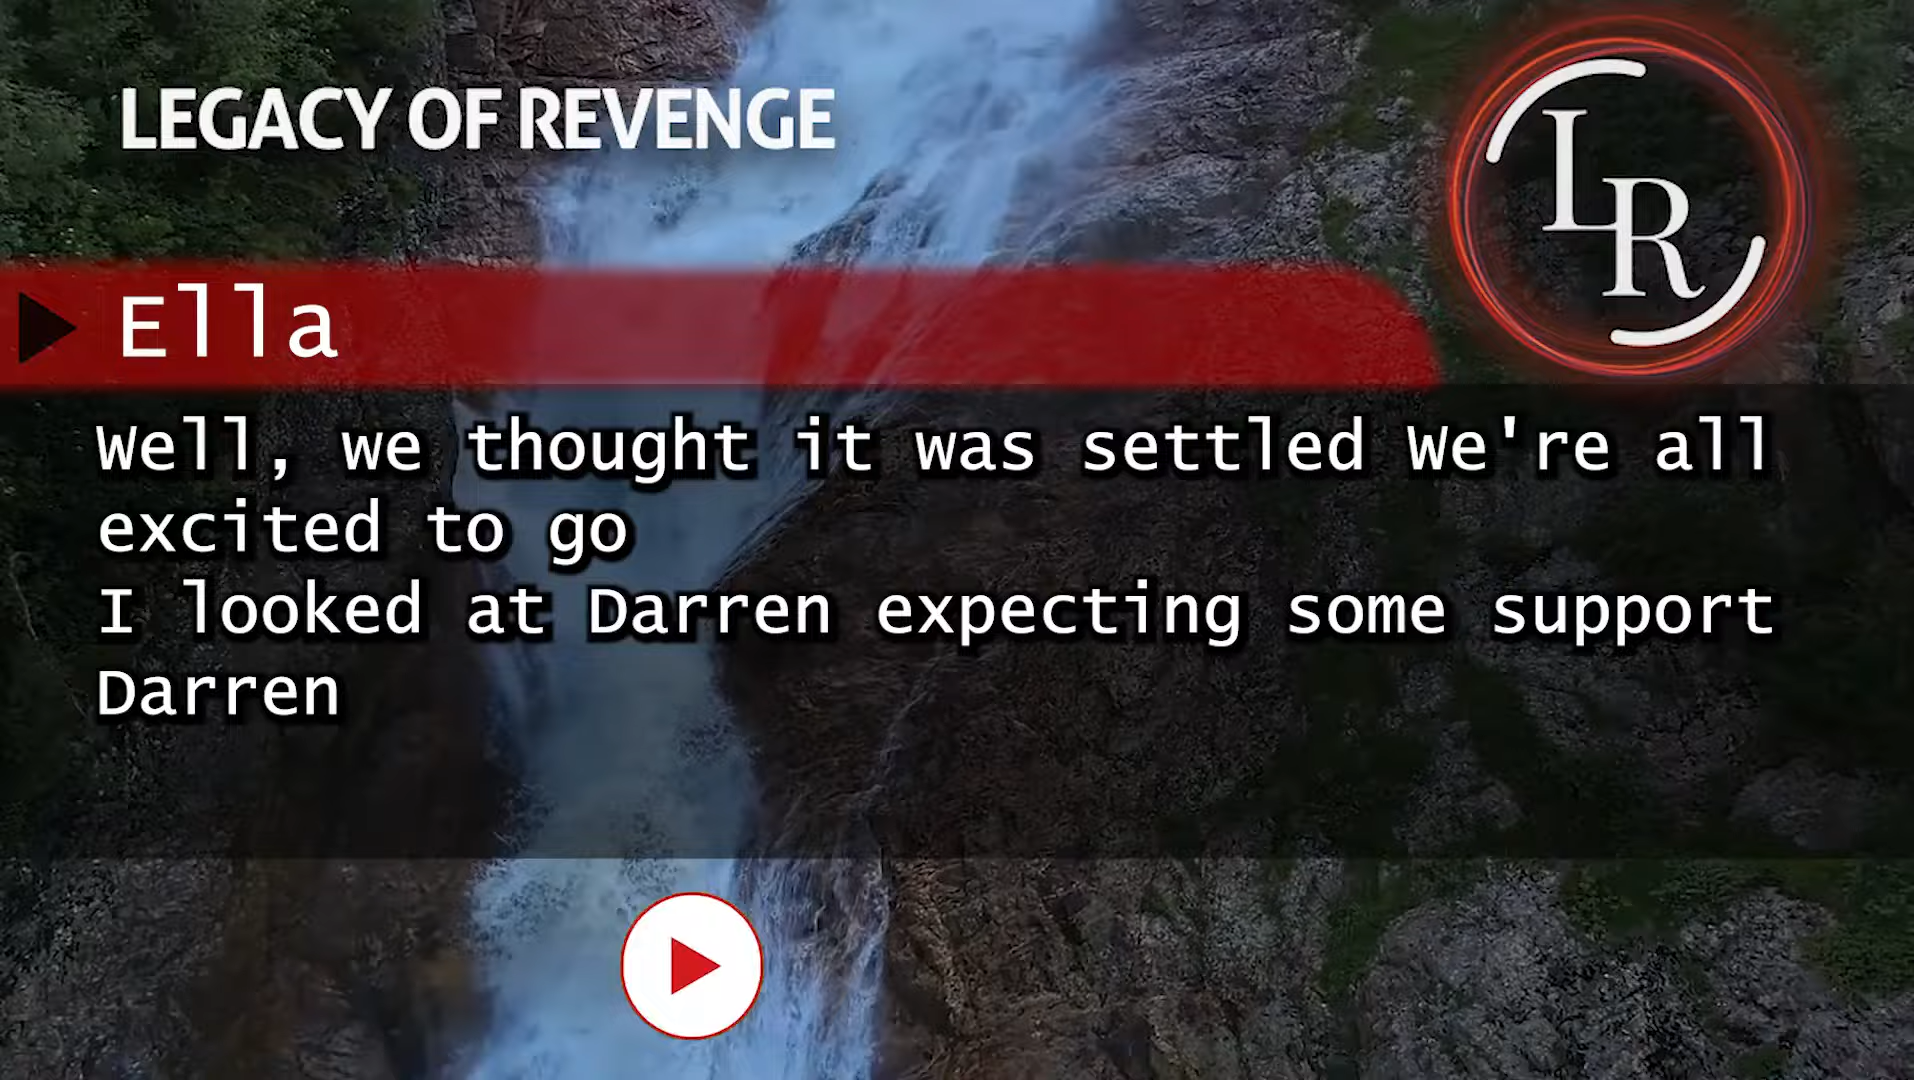 LEGACY OF REVENGE
LR
Ella
Well, we thought it was settled We're all
excited to go
I looked at Darren expecting some support
Darren